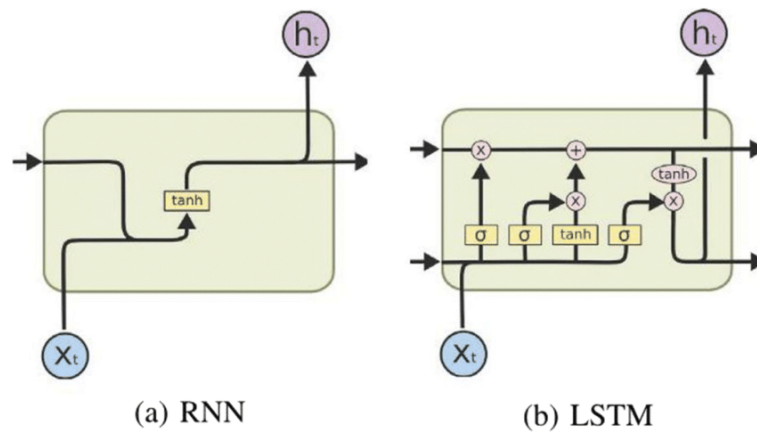 ht ht
tanh
x + tanh x
x
σ σ tanh σ
Xt Xt
(a) RNN (b) LSTM